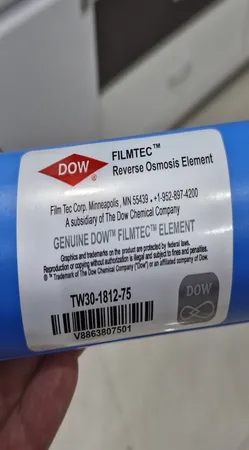 DOW
FILMTEC™
Reverse Osmosis Element
Film Tec Corp. Minneapolis, MN 55439 • +1-952-897-4200
A subsidiary of The Dow Chemical Company
GENUINE DOW™ FILMTEC™ ELEMENT
Graphics and trademarks on the product are protected by federal laws.
Reproduction or copying without authorization is illegal and subject to fines and penalties.
®™ Trademark of The Dow Chemical Company ("Dow") or an affiliated company of Dow.
TW30-1812-75
V8863807501
DOW